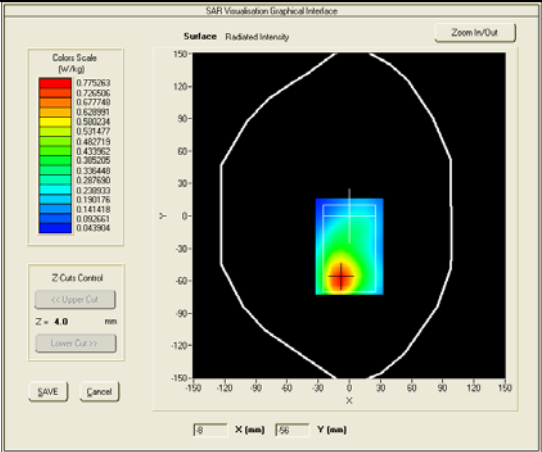 SAR Visualisation Graphical Interface
Surface Radiated Intensity
Zoom In/Out
Colors Scale
(W/kg)
0.775263
0.726506
0.677748
0.628991
0.580234
0.531477
0.482719
0.433962
0.385205
0.336448
0.287690
0.238933
0.190176
0.141418
0.092661
0.043904
150
120
90
60
30
0
-30
-60
-90
-120
-150
Y
-150 -120 -90 -60 -30 0 30 60 90 120 150
X
Z-Cuts Control
<< Upper Cut
Z = 4.0 mm
Lower Cut >>
SAVE Cancel
-8 X (mm) -56 Y (mm)